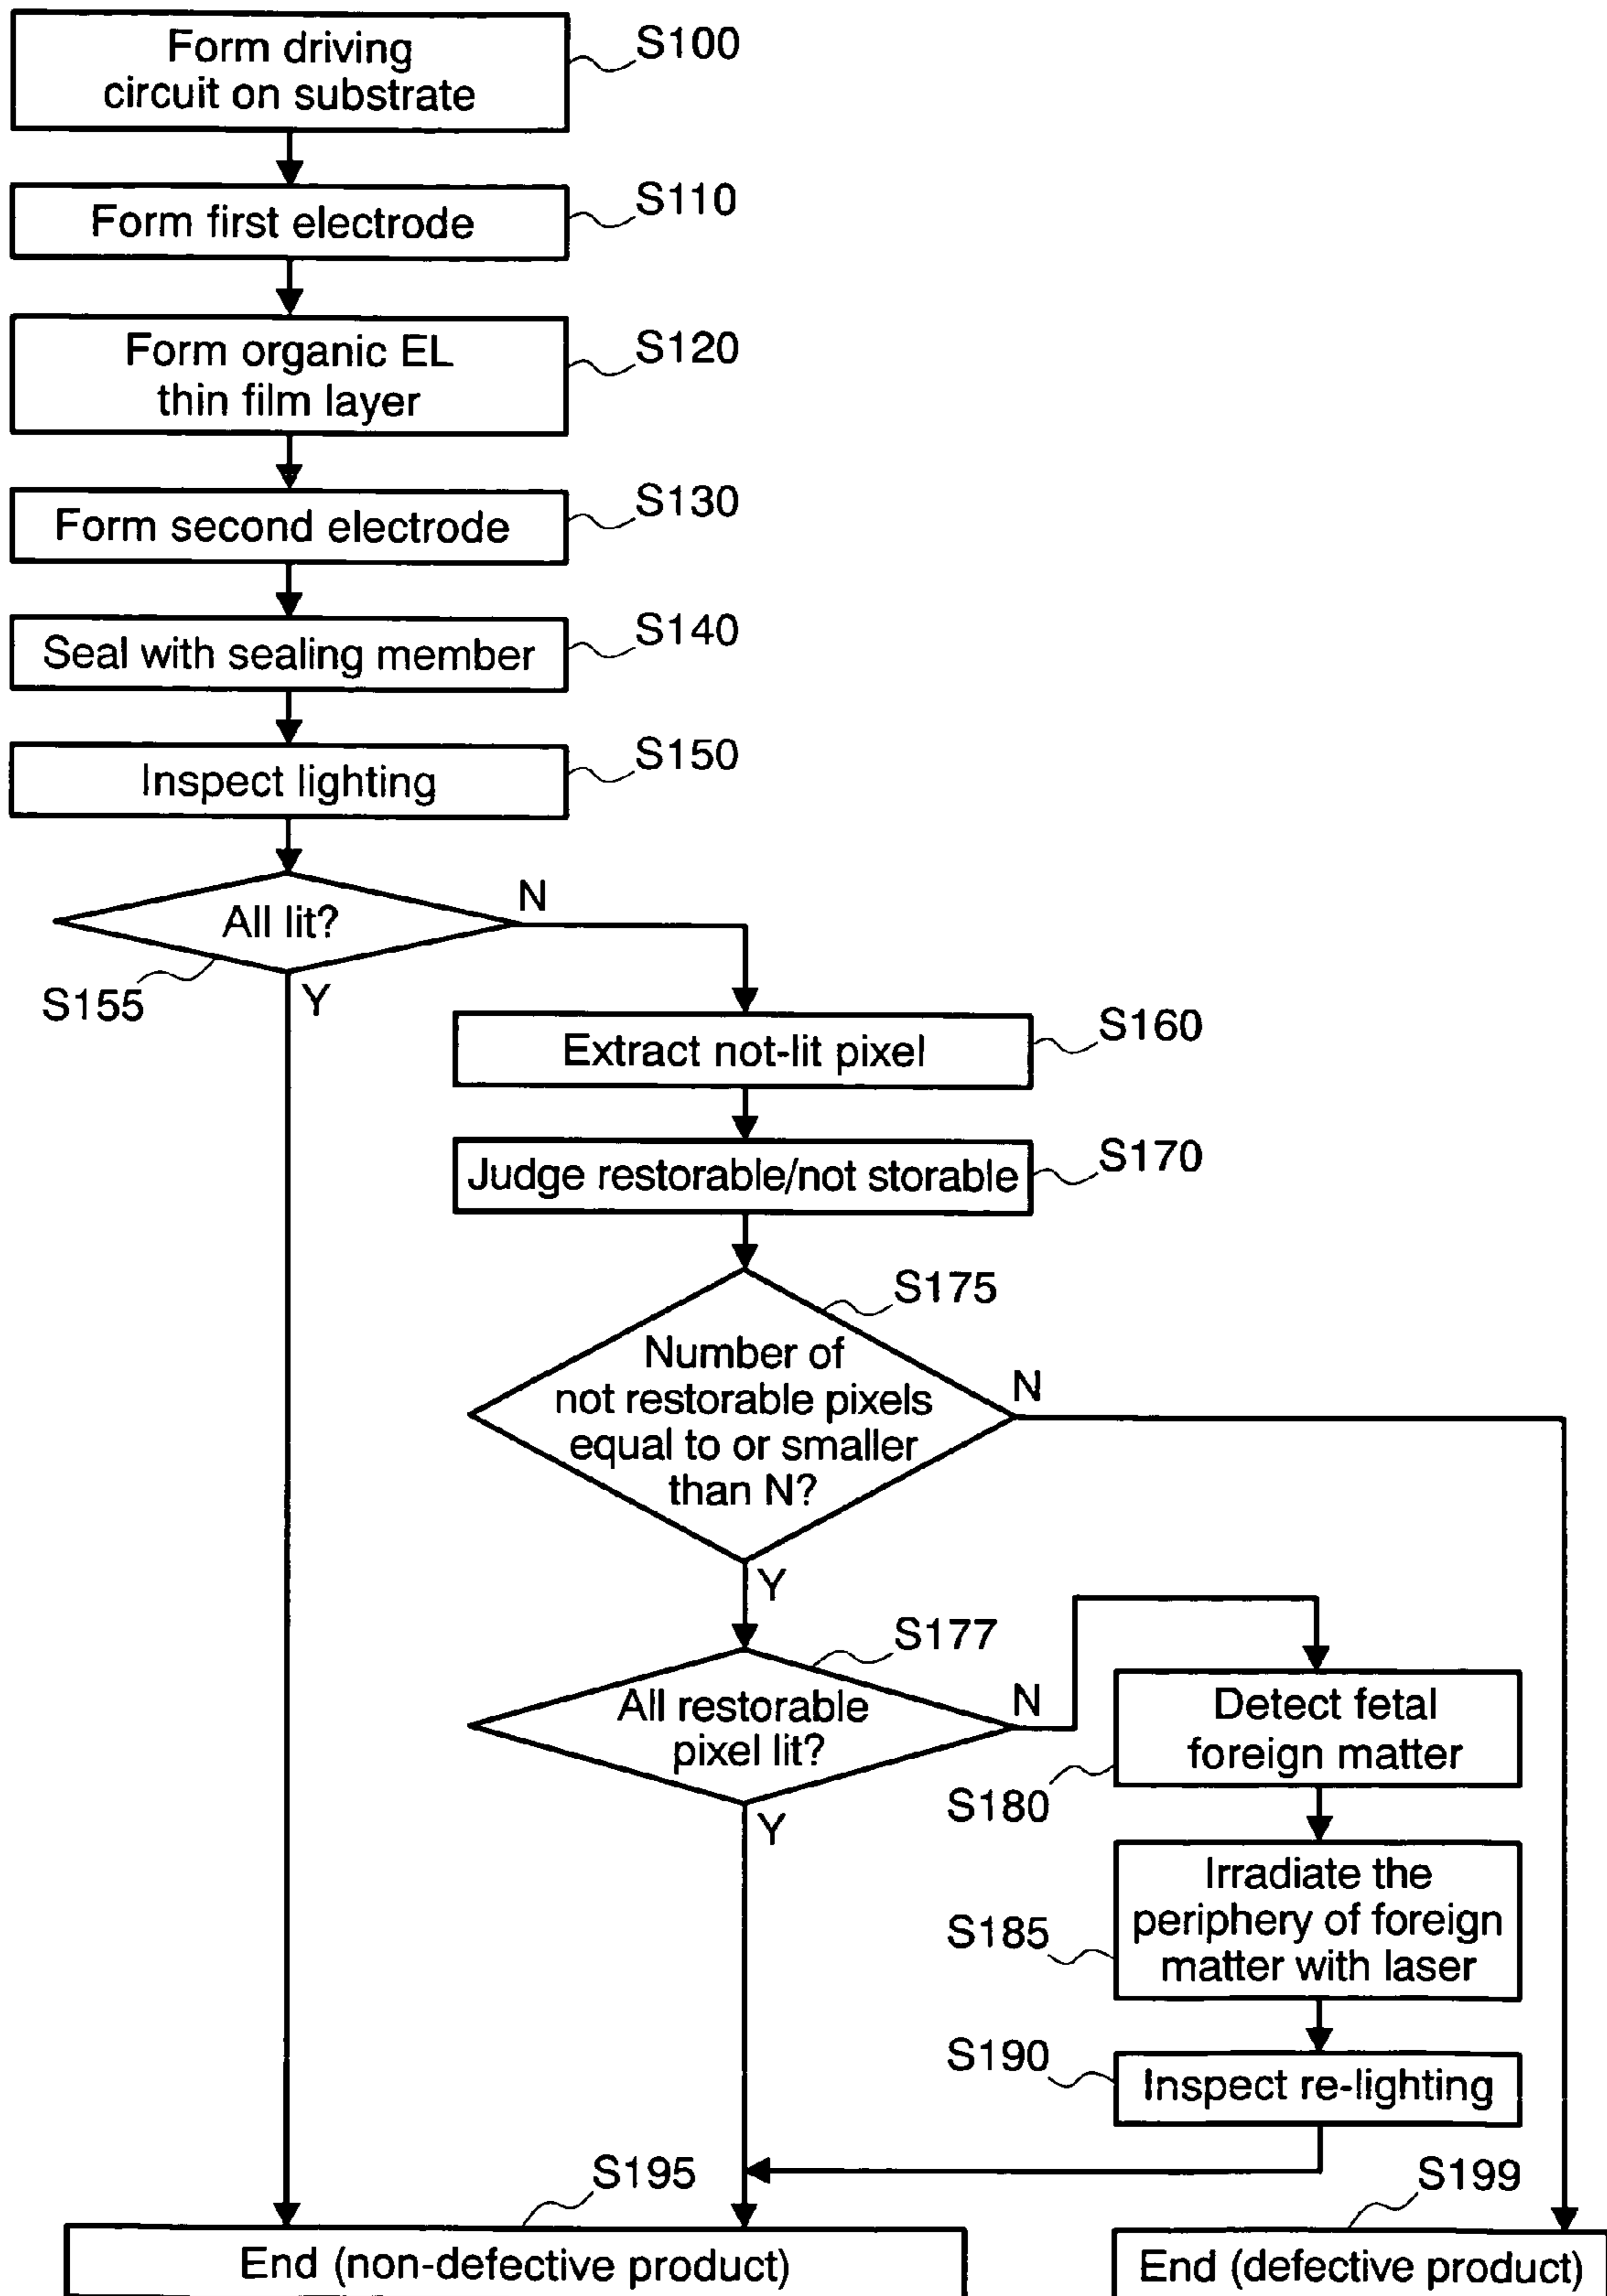 Form driving
circuit on substrate
S100
Form first electrode
S110
Form organic EL
thin film layer
S120
Form second electrode
S130
Seal with sealing member
S140
Inspect lighting
S150
All lit?
N
S155
Y
Extract not-lit pixel
S160
Judge restorable/not storable
S170
S175
Number of
not restorable pixels
equal to or smaller
than N?
N
Y
S177
All restorable
pixel lit?
N
Y
Detect fetal
foreign matter
S180
Irradiate the
periphery of foreign
matter with laser
S185
S190
Inspect re-lighting
S195
S199
End (non-defective product)
End (defective product)